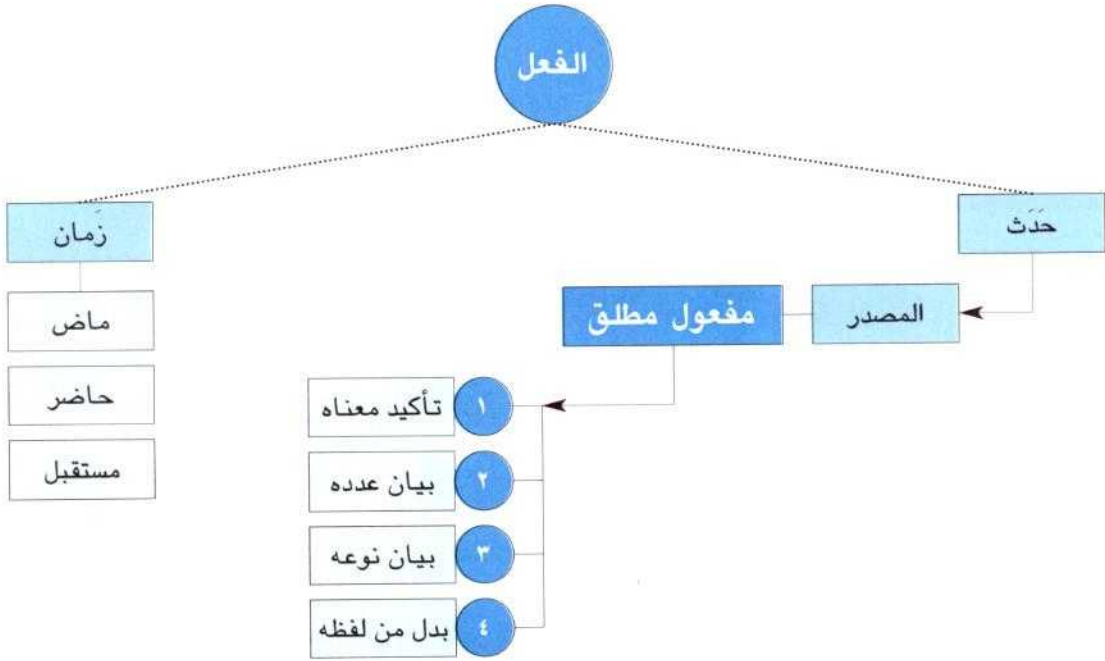 الفعل
حَدَث
زَمان
المصدر
مفعول مطلق
ماض
حاضر
مستقبل
١ تأكيد معناه
٢ بيان عدده
٣ بيان نوعه
٤ بدل من لفظه